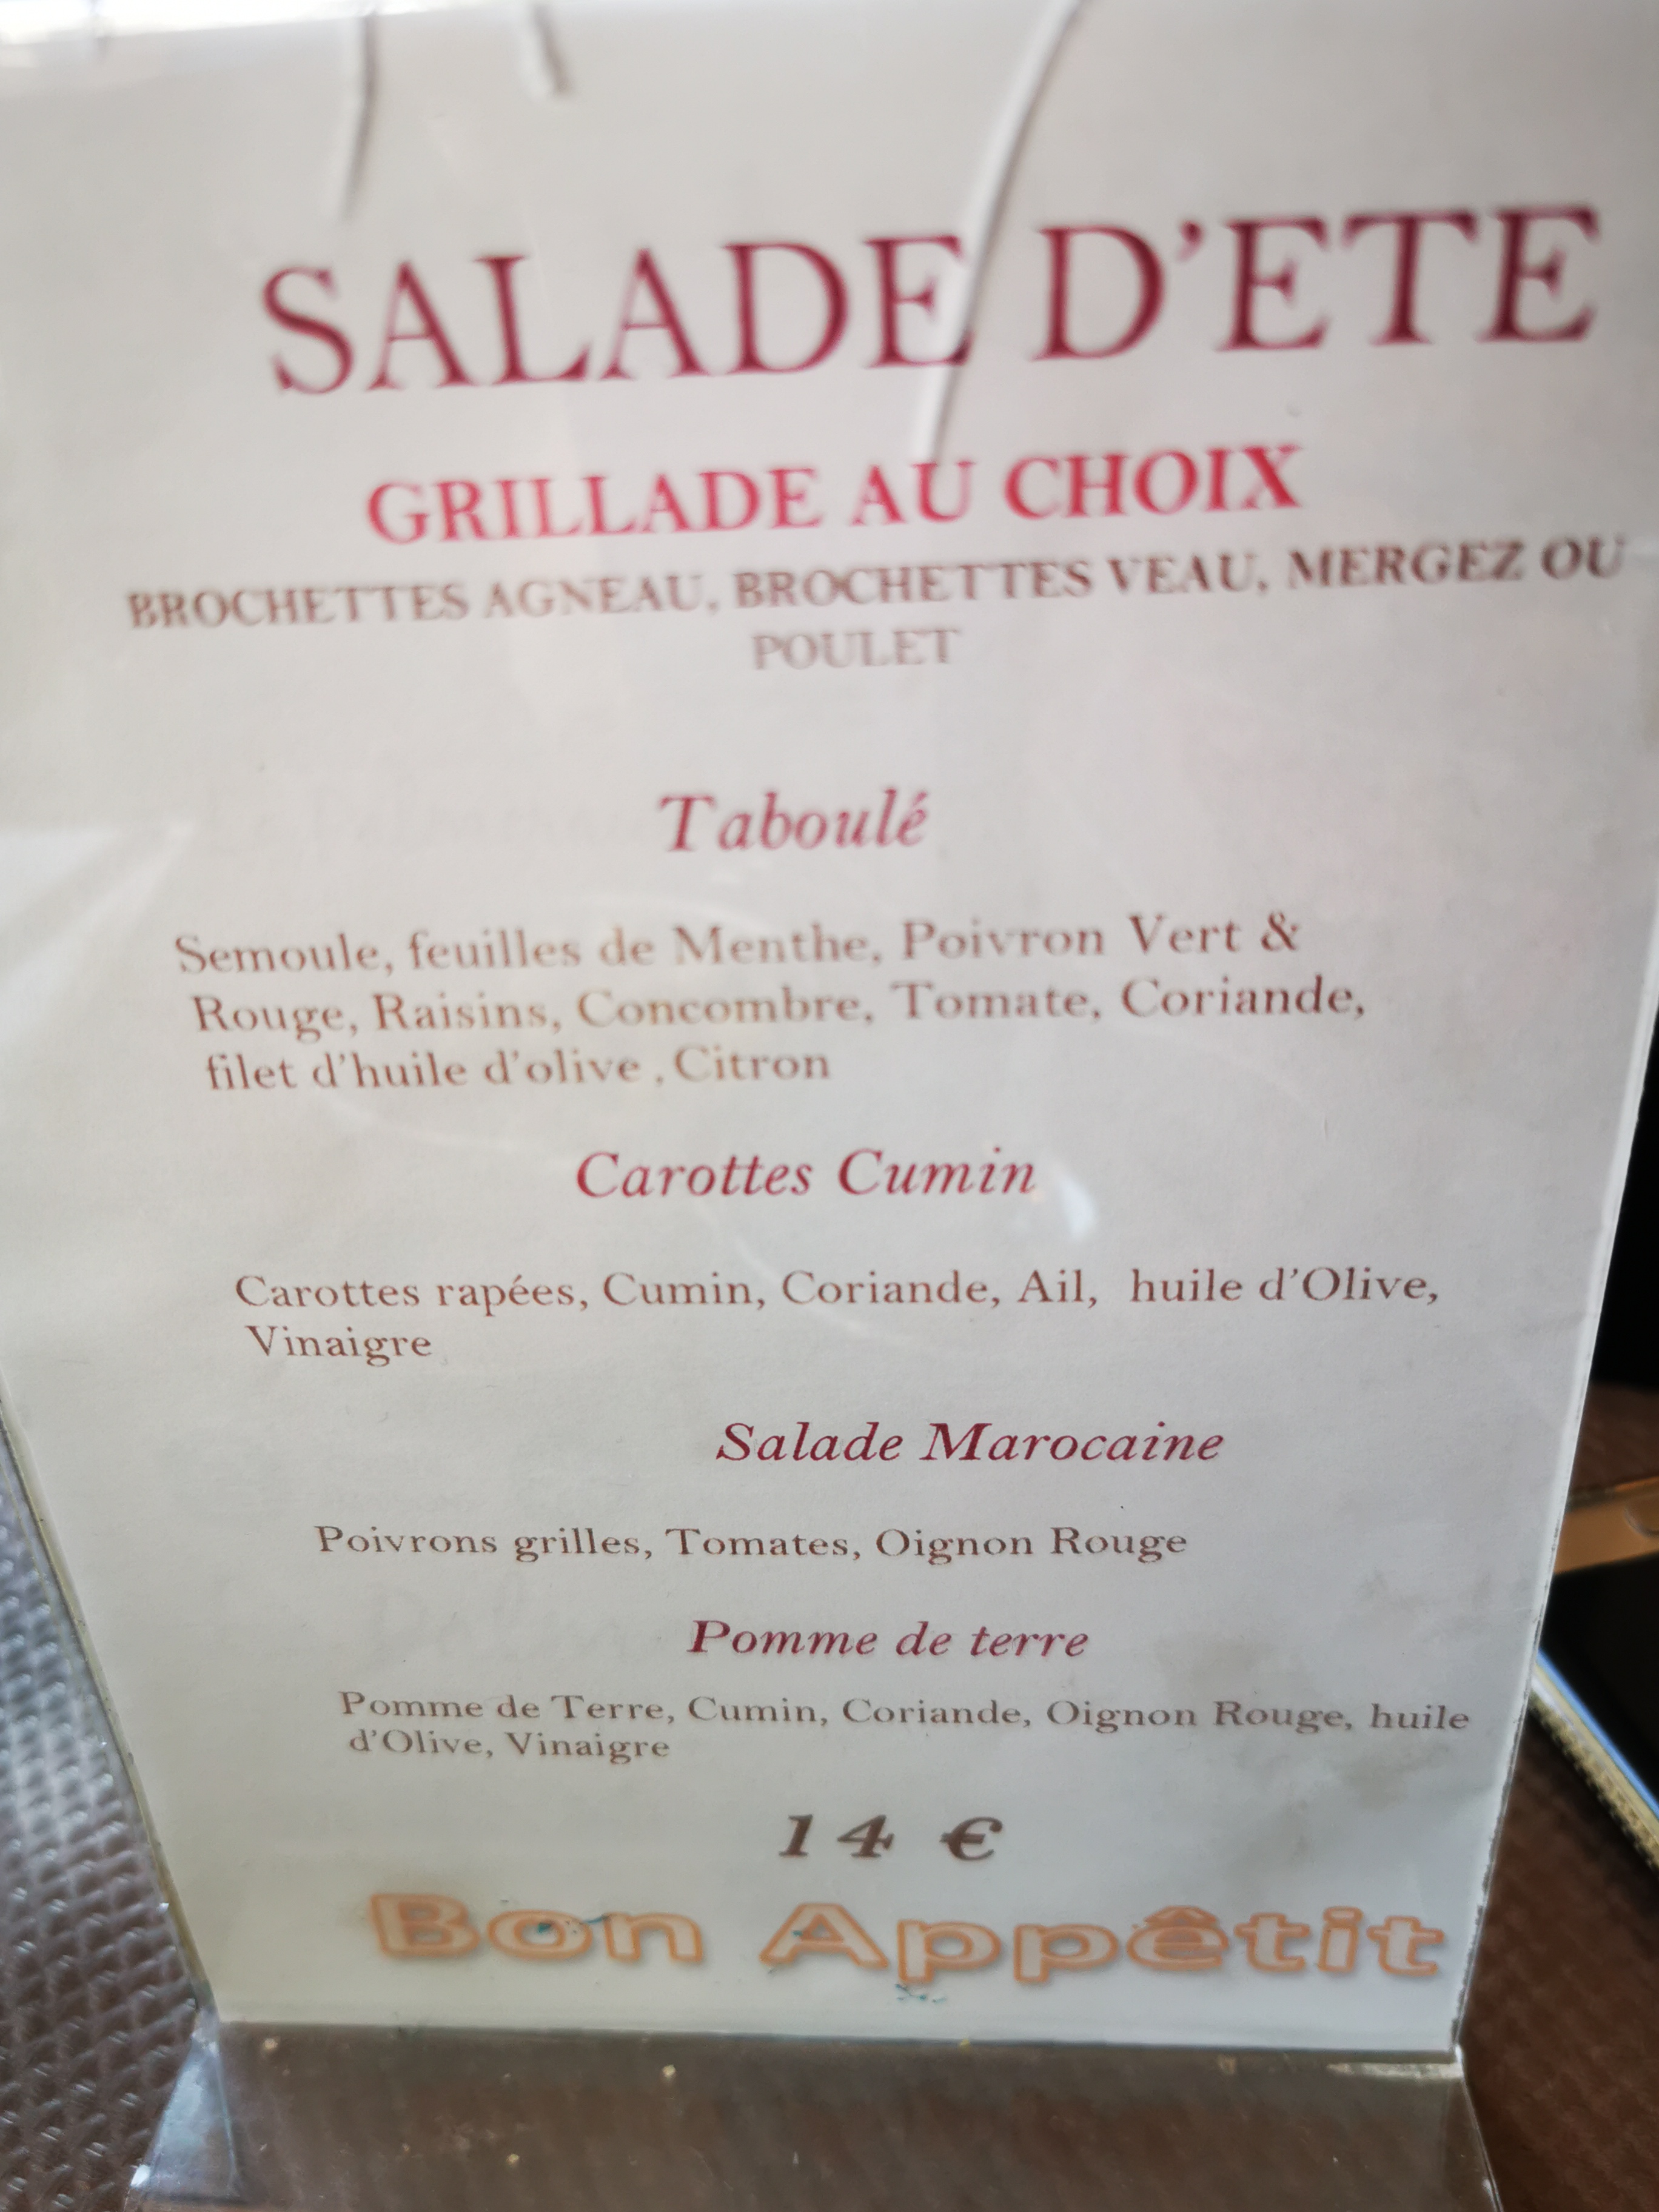 SALADE D'ETE
GRILLADE AU CHOIX
BROCHETTES AGNEAU, BROCHETTES VEAU, MERGEZ OU
POULET
Taboulé
Semoule, feuilles de Menthe, Poivron Vert &
Rouge, Raisins, Concombre, Tomate, Coriande,
filet d'huile d'olive , Citron
Carottes Cumin
Carottes rapées, Cumin, Coriande, Ail, huile d'Olive,
Vinaigre
Salade Marocaine
Poivrons grilles, Tomates, Oignon Rouge
Pomme de terre
Pomme de Terre, Cumin, Coriande, Oignon Rouge, huile
d'Olive, Vinaigre
14 €
Bon Appêtit